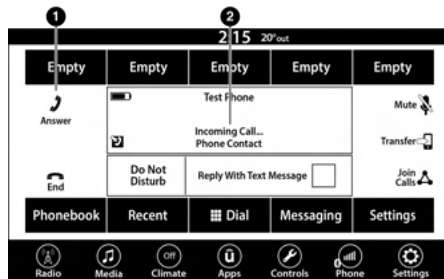 1 2
2 15 20°out
Empty Empty Empty Empty Empty
Test Phone
Answer
Mute
Incoming Call...
Phone Contact
Transfer
End
Do Not
Disturb
Reply With Text Message
Join
Calls
Phonebook Recent Dial Messaging Settings
Off ū
Radio Media Climate Apps Controls Phone Settings